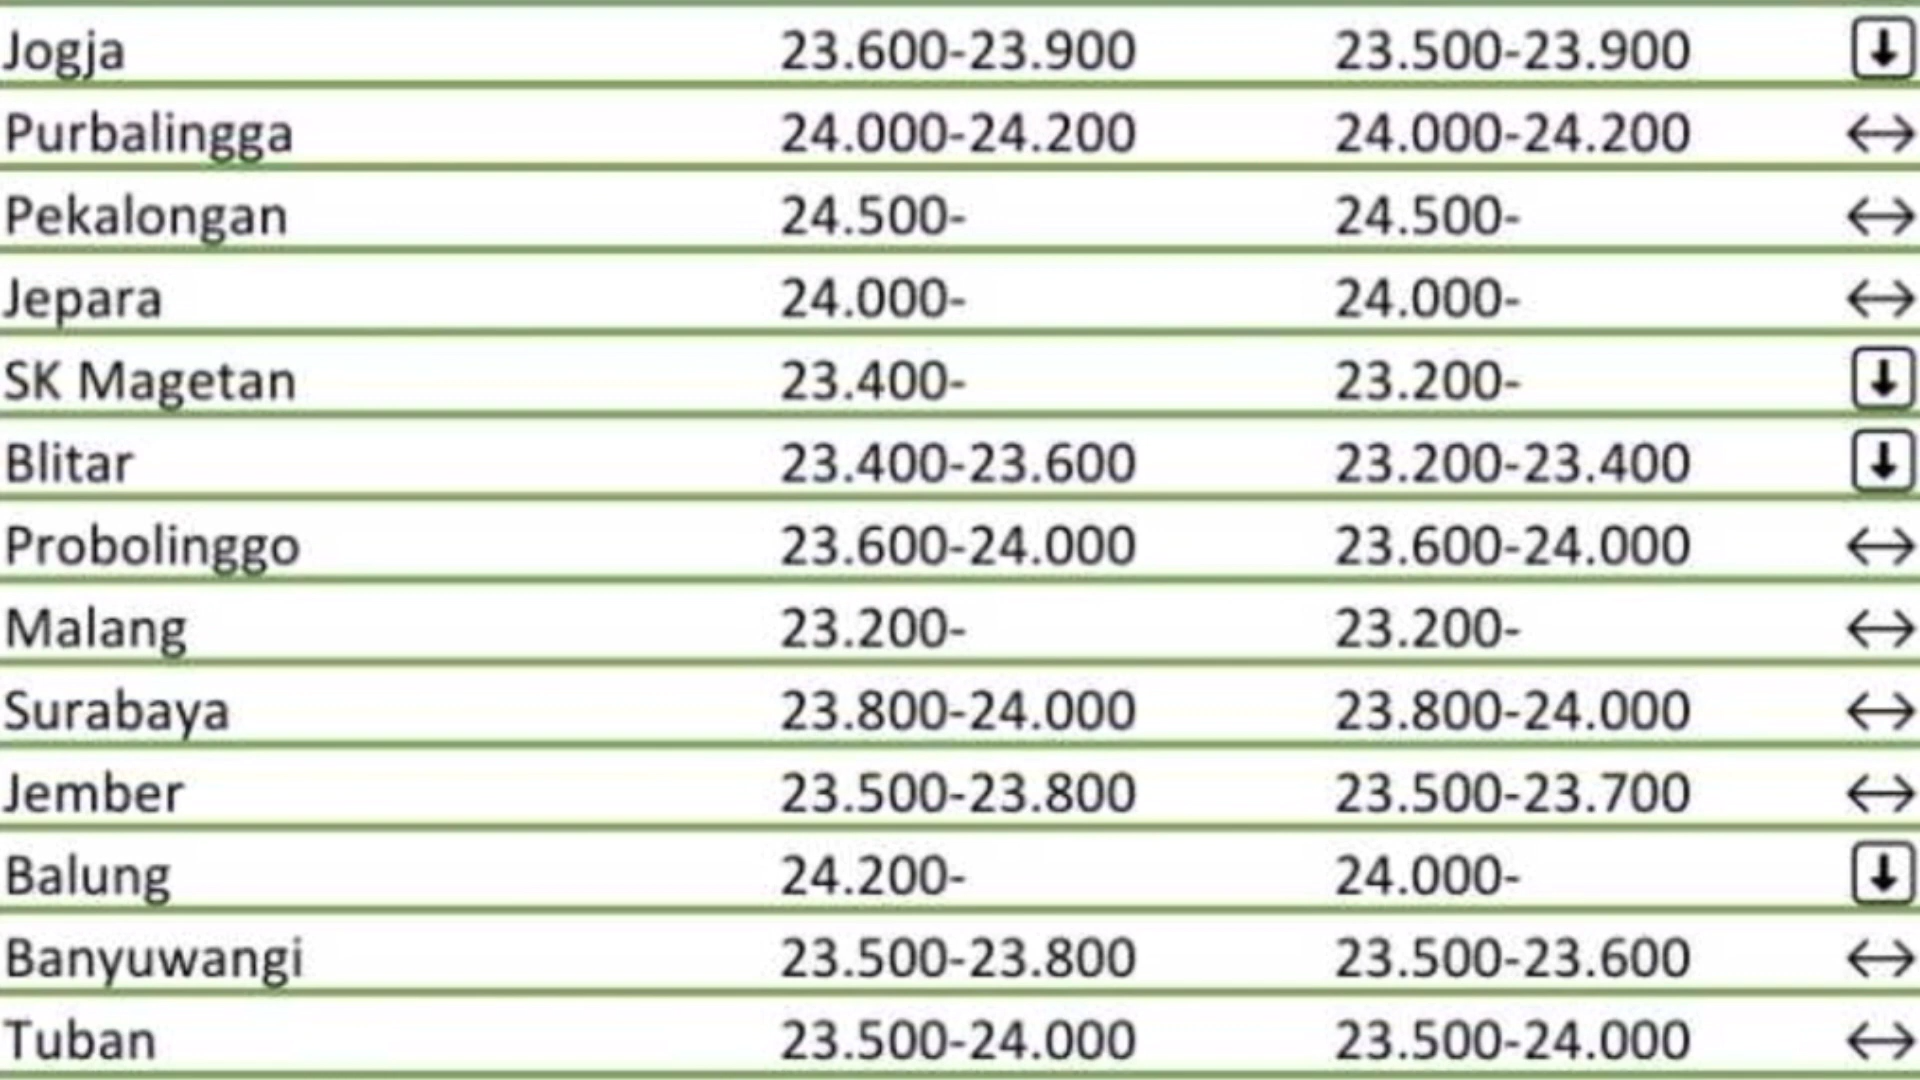 Jogja 23.600-23.900 23.500-23.900 ⬇
Purbalingga 24.000-24.200 24.000-24.200 ↔
Pekalongan 24.500- 24.500- ↔
Jepara 24.000- 24.000- ↔
SK Magetan 23.400- 23.200- ⬇
Blitar 23.400-23.600 23.200-23.400 ⬇
Probolinggo 23.600-24.000 23.600-24.000 ↔
Malang 23.200- 23.200- ↔
Surabaya 23.800-24.000 23.800-24.000 ↔
Jember 23.500-23.800 23.500-23.700 ↔
Balung 24.200- 24.000- ⬇
Banyuwangi 23.500-23.800 23.500-23.600 ↔
Tuban 23.500-24.000 23.500-24.000 ↔